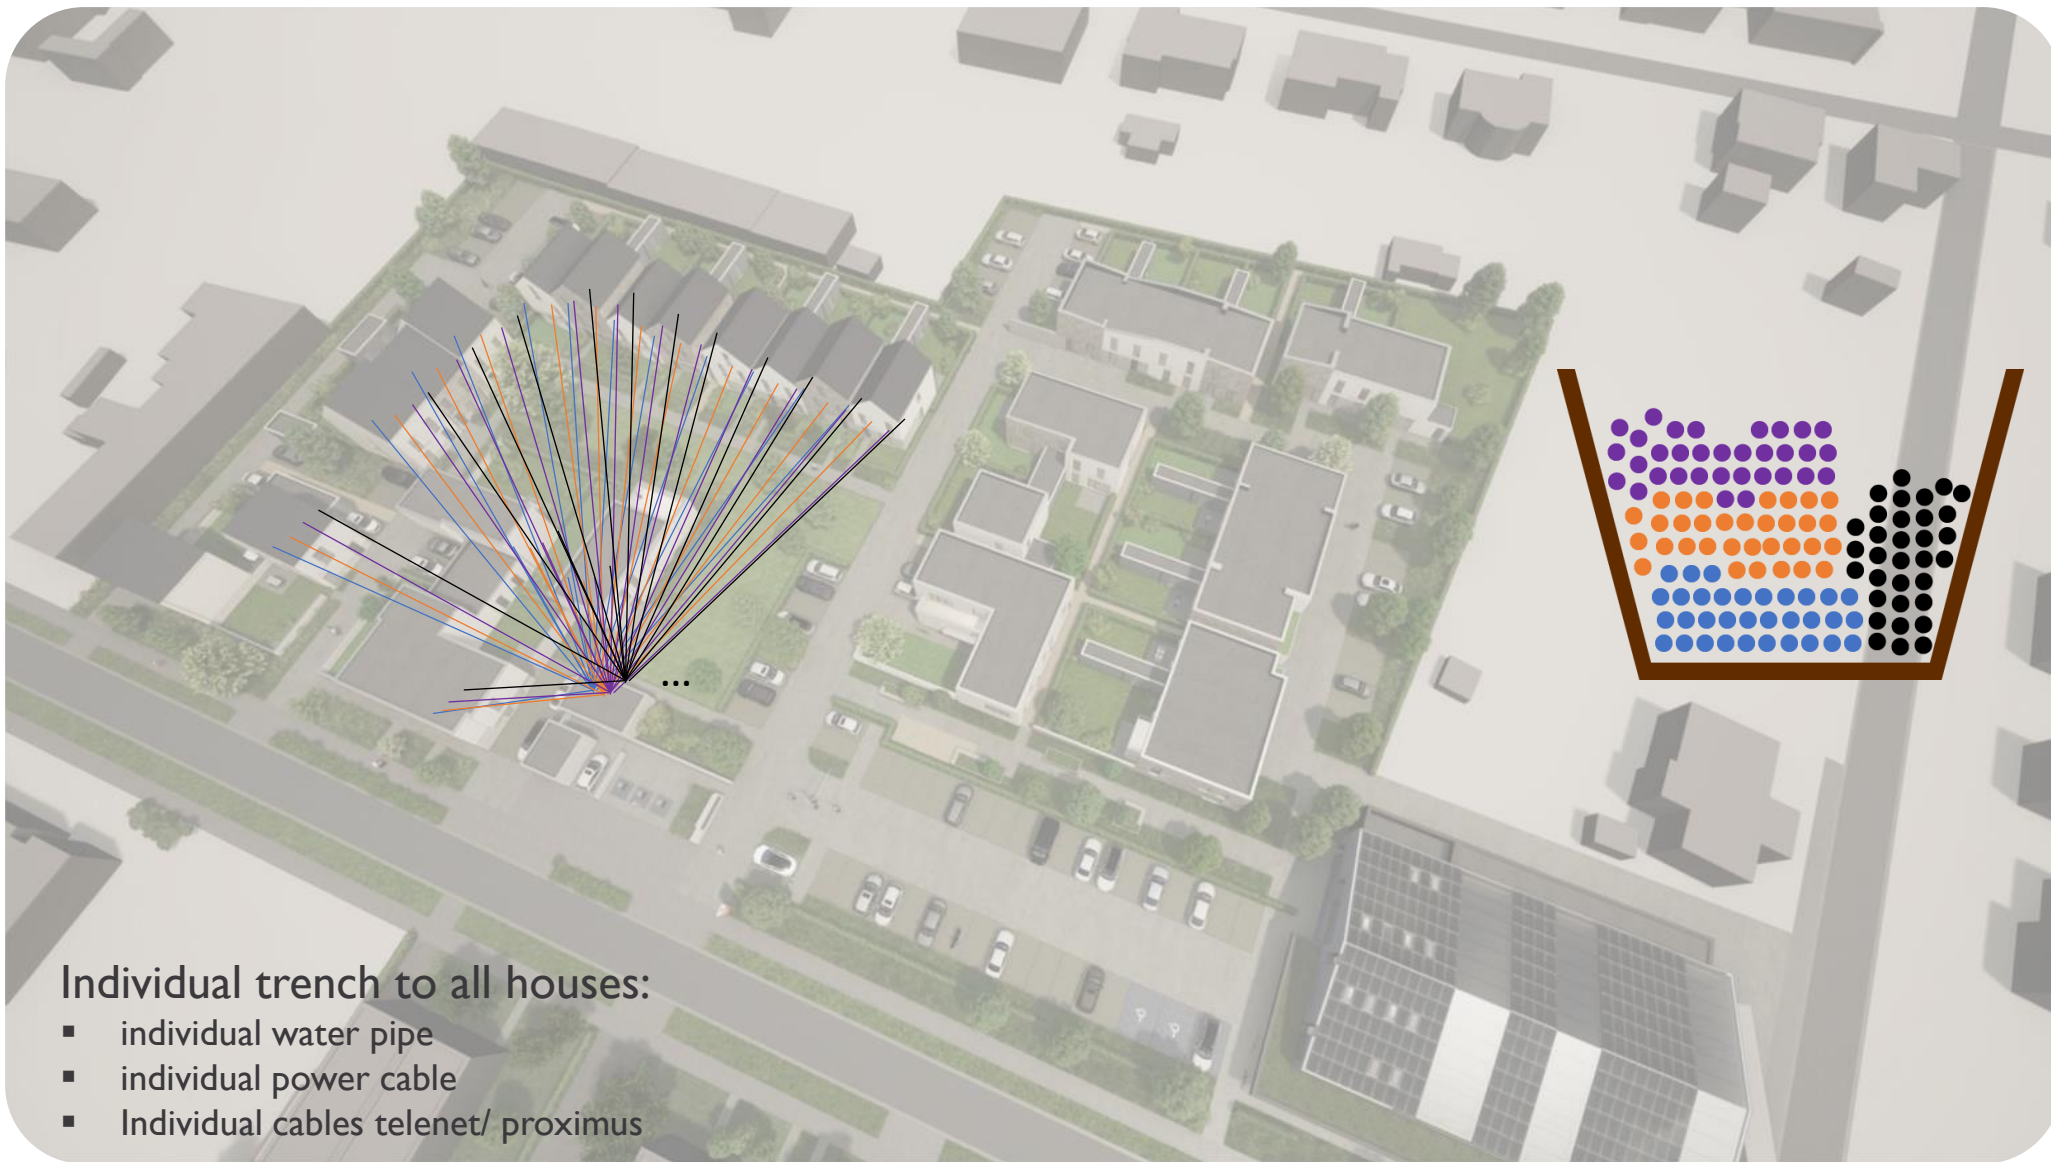 ...
Individual trench to all houses:
▪ individual water pipe
▪ individual power cable
▪ Individual cables telenet/ proximus